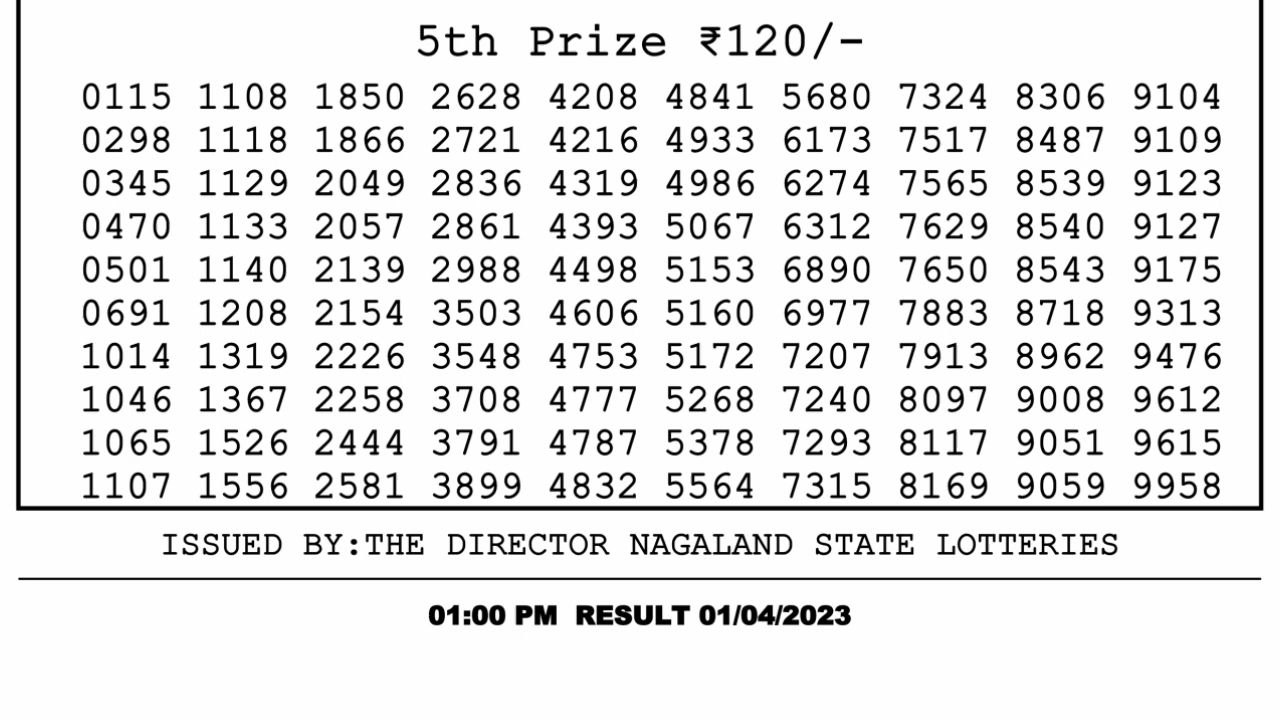 5th Prize ₹120/-
0115 1108 1850 2628 4208 4841 5680 7324 8306 9104
0298 1118 1866 2721 4216 4933 6173 7517 8487 9109
0345 1129 2049 2836 4319 4986 6274 7565 8539 9123
0470 1133 2057 2861 4393 5067 6312 7629 8540 9127
0501 1140 2139 2988 4498 5153 6890 7650 8543 9175
0691 1208 2154 3503 4606 5160 6977 7883 8718 9313
1014 1319 2226 3548 4753 5172 7207 7913 8962 9476
1046 1367 2258 3708 4777 5268 7240 8097 9008 9612
1065 1526 2444 3791 4787 5378 7293 8117 9051 9615
1107 1556 2581 3899 4832 5564 7315 8169 9059 9958
ISSUED BY:THE DIRECTOR NAGALAND STATE LOTTERIES
01:00 PM RESULT 01/04/2023